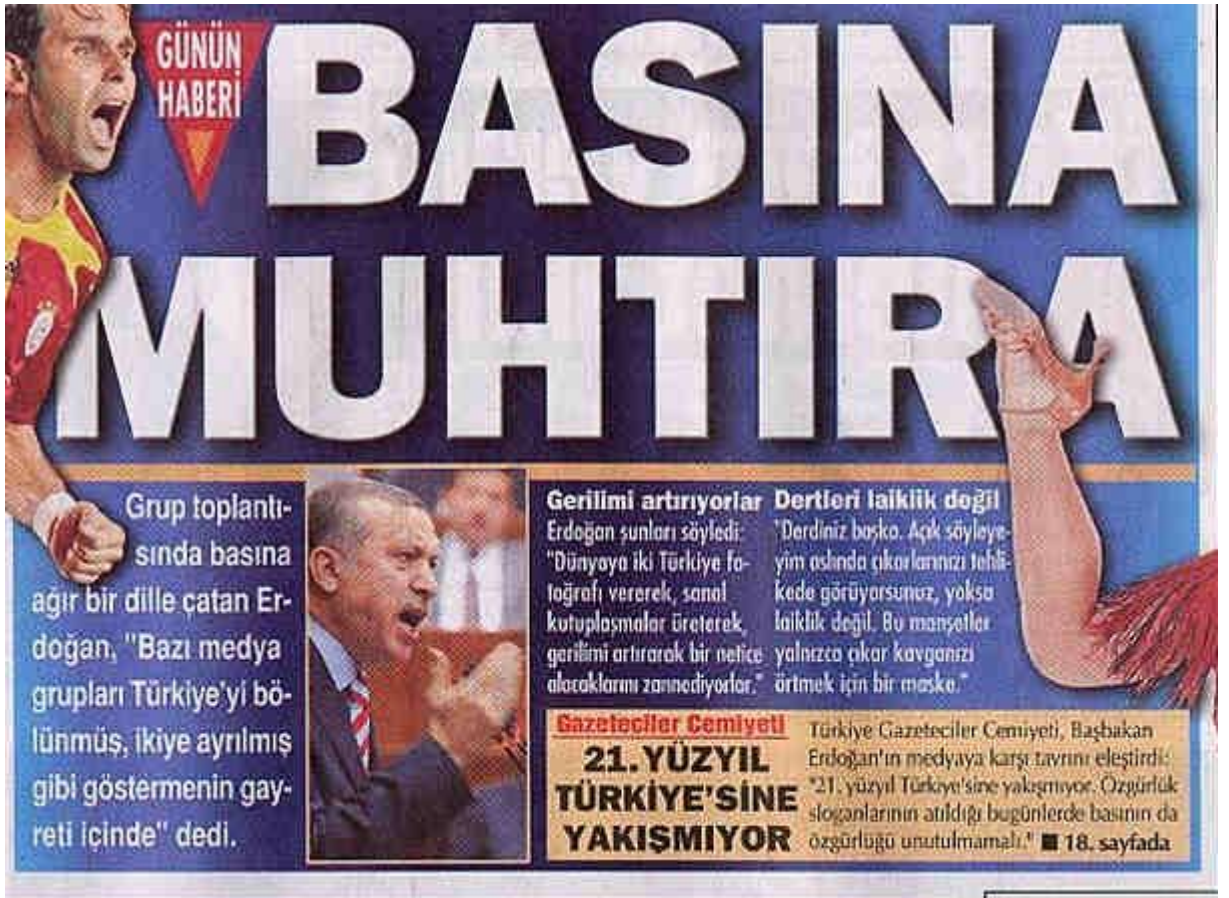 GÜNÜN
HABERİ
BASINA
MUHTIRA
Grup toplantı-
sında basına
ağır bir dille çatan Er-
doğan, "Bazı medya
grupları Türkiye'yi bö-
lünmüş, ikiye ayrılmış
gibi göstermenin gay-
reti içinde" dedi.
Gerilimi artırıyorlar
Erdoğan şunları söyledi:
"Dünyaya iki Türkiye fo-
toğrafı vererek, sanal
kutuplaşmalar üreterek,
gerilimi artırarak bir netice
alacaklarını zannediyorlar."
Dertleri laiklik değil
"Derdiniz başka. Açık söyleye-
yim aslında çıkarlarınızı tehli-
kede görüyorsunuz, yoksa
laiklik değil. Bu manşetler
yalnızca çıkar kavganızı
örtmek için bir maske."
Gazeteciler Cemiyeti
21. YÜZYIL
TÜRKİYE'SİNE
YAKIŞMIYOR
Türkiye Gazeteciler Cemiyeti, Başbakan
Erdoğan'ın medyaya karşı tavrını eleştirdi:
"21. yüzyıl Türkiye'sine yakışmıyor. Özgürlük
sloganlarının atıldığı bugünlerde basının da
özgürlüğü unutulmamalı." ■ 18. sayfada